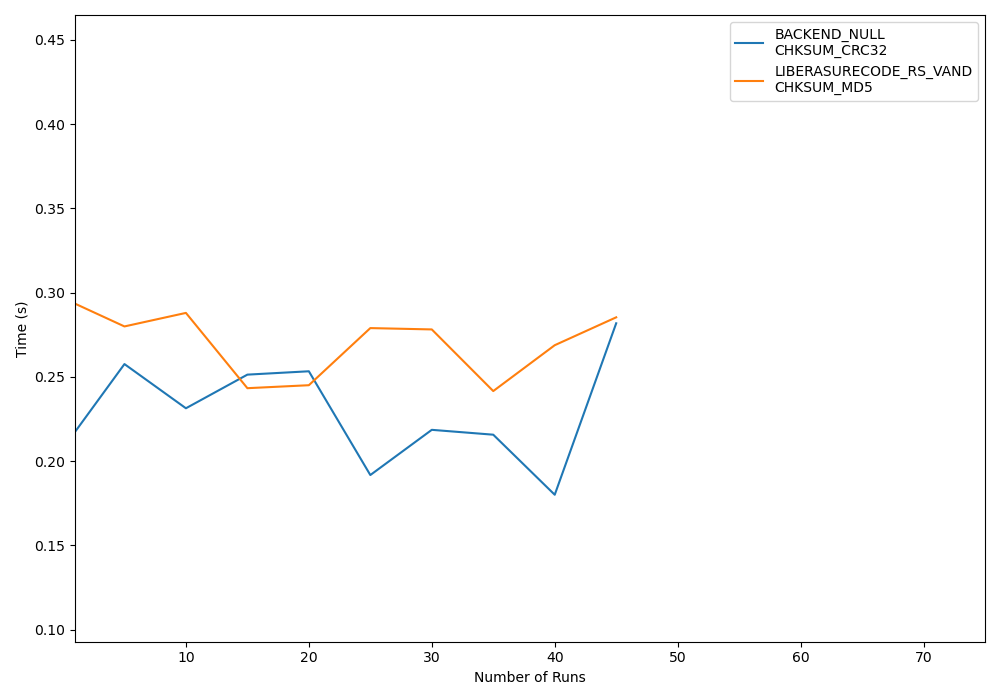 BACKEND_NULL
CHKSUM_CRC32
LIBERASURECODE_RS_VAND
CHKSUM_MD5
0.45
0.40
0.35
0.30
0.25
0.20
0.15
0.10
Time (s)
10 20 30 40 50 60 70
Number of Runs